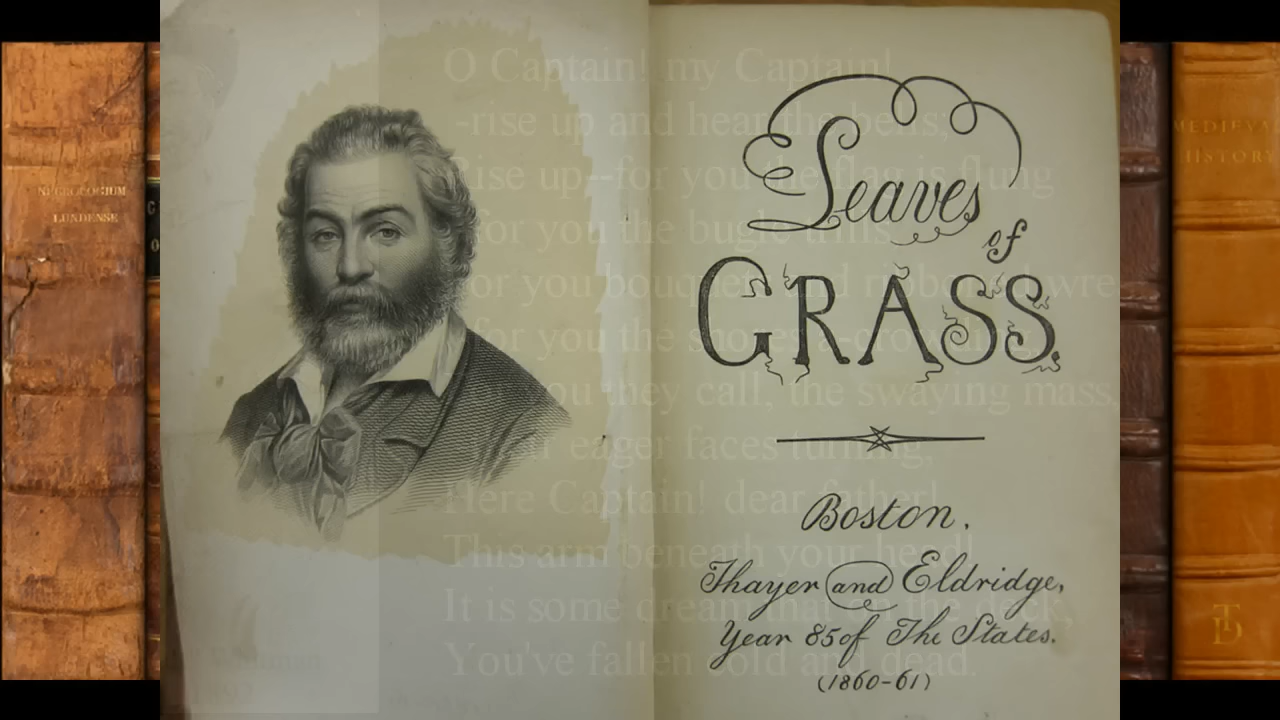 NECROLOGIUM
LUNDENSE
O Captain! my Captain!
-rise up and hear the bells;
Rise up--for you the flag is flung
for you the bugle trills,
For you bouquets and ribbon'd wre
for you the shores a-crowding
you they call, the swaying mass,
their eager faces turning;
Here Captain! dear father!
This arm beneath your head!
It is some dream that on the deck,
You've fallen cold and dead.
Leaves
of
GRASS.
Boston,
Thayer and Eldridge,
Year 85 of The States.
(1860-61)
MEDIEVA
HISTORY
TD